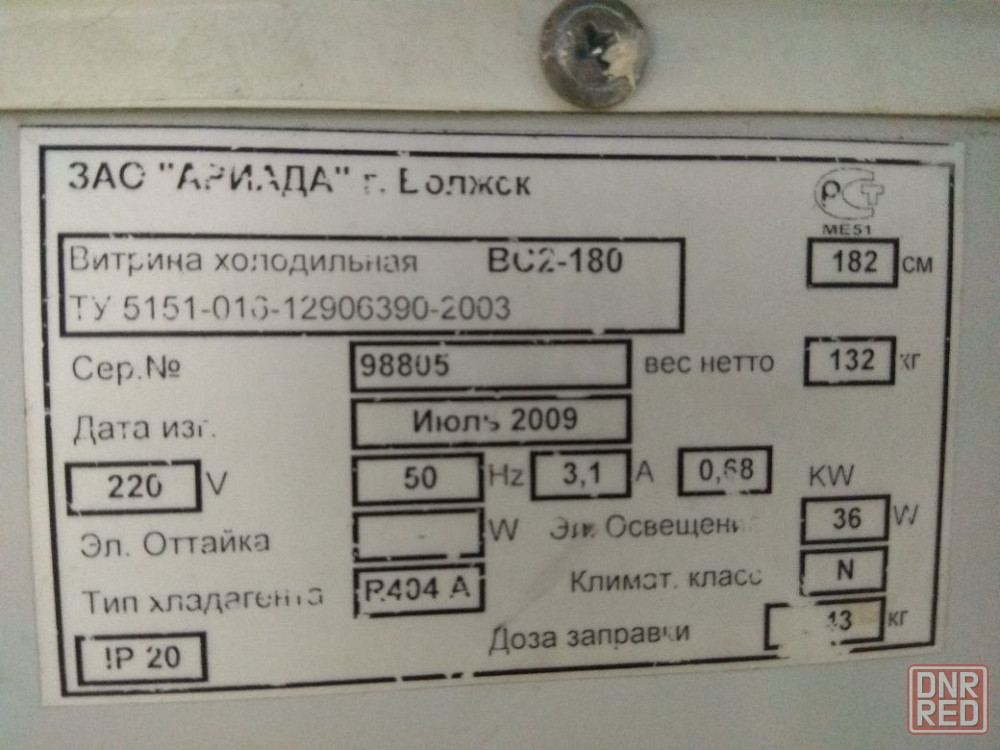 ЗАО "АРИАДА" г. Волжск
РСТ
МЕ51
Витрина холодильная ВС2-180
182 см
ТУ 5151-016-12906390-2003
Сер.№ 98805 вес нетто 132 кг
Дата изг. Июль 2009
220 V 50 Hz 3,1 A 0,68 KW
Эл. Оттайка W Эл. Освещение 36 W
Тип хладагента R404 A Климат. класс N
Доза заправки кг
IP 20
DNR
RED